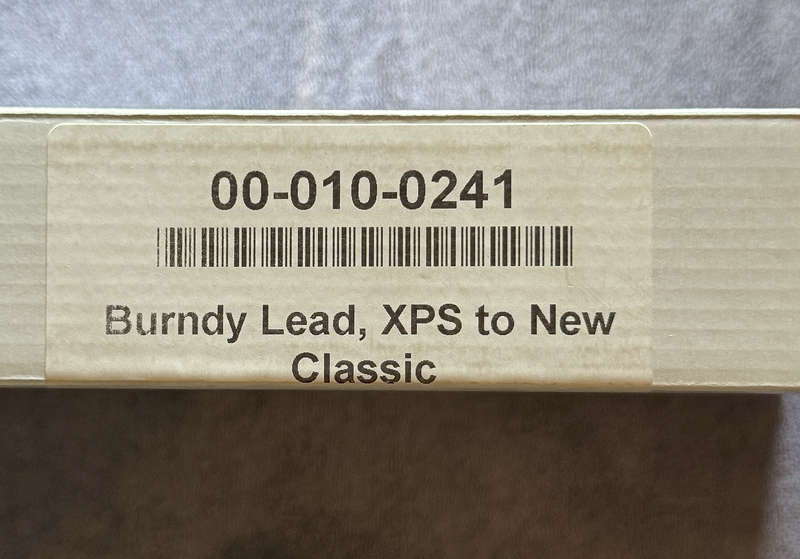 00-010-0241
Burndy Lead, XPS to New
Classic